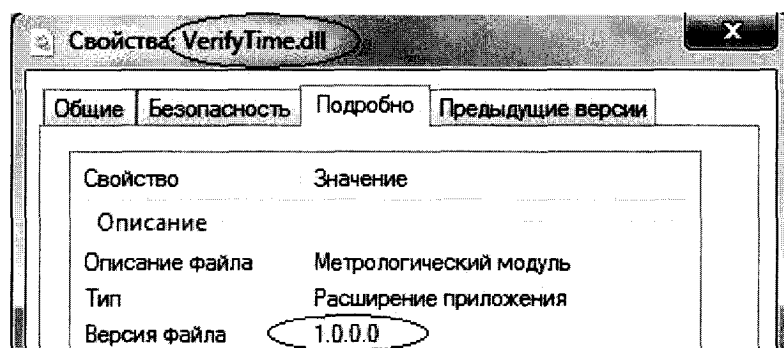 Свойства: VerifyTime.dll
x
Общие Безопасность Подробно Предыдущие версии
Свойство Значение
Описание
Описание файла Метрологический модуль
Тип Расширение приложения
Версия файла 1.0.0.0